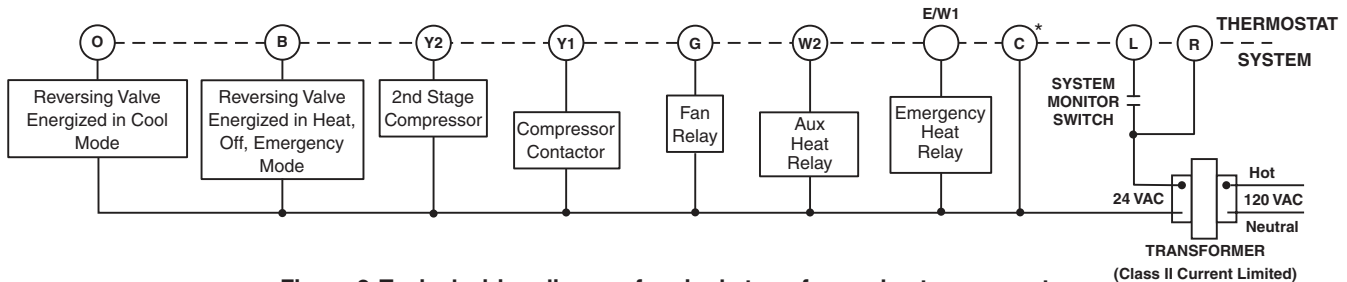 O
B
Y2
Y1
G
W2
E/W1
C
*
L
R
THERMOSTAT
SYSTEM
Reversing Valve
Energized in Cool
Mode
Reversing Valve
Energized in Heat,
Off, Emergency
Mode
2nd Stage
Compressor
Compressor
Contactor
Fan
Relay
Aux
Heat
Relay
Emergency
Heat
Relay
SYSTEM
MONITOR
SWITCH
24 VAC
Hot
120 VAC
Neutral
TRANSFORMER
(Class II Current Limited)